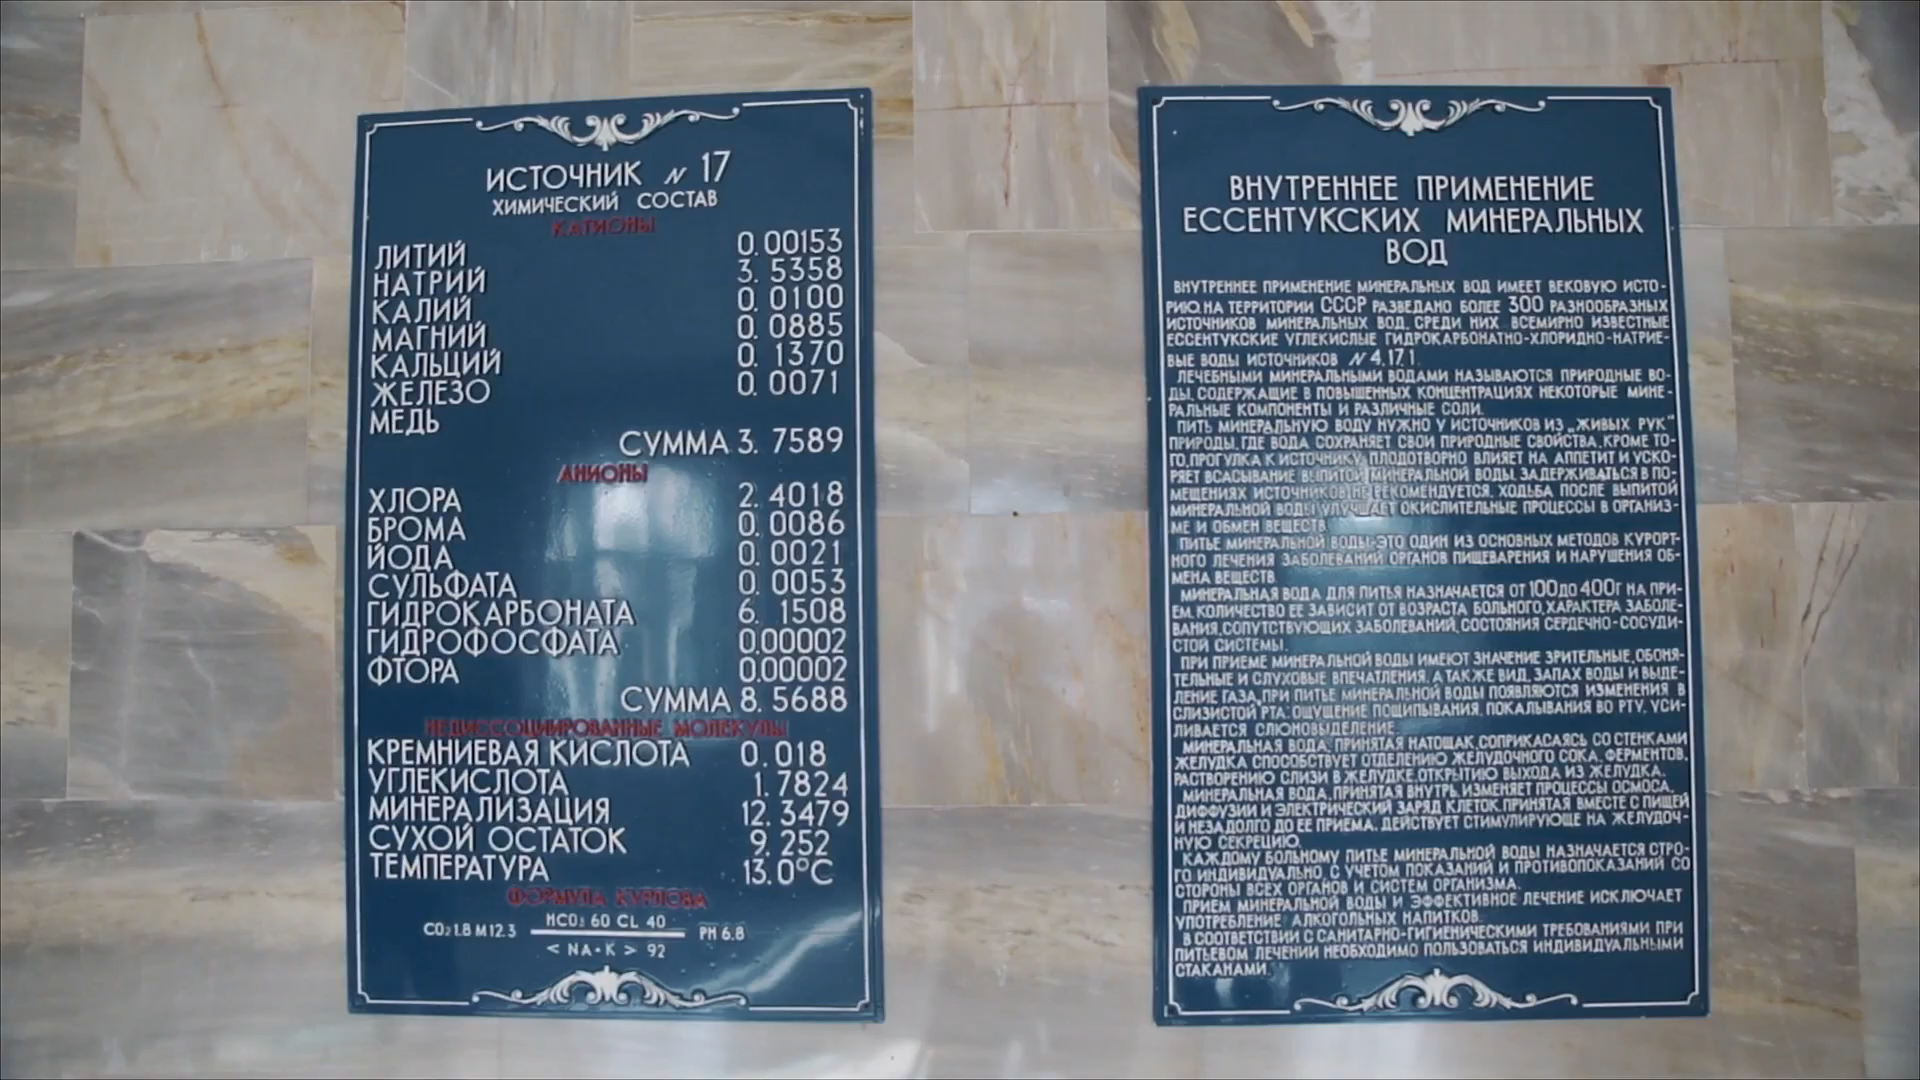 ИСТОЧНИК N 17
ХИМИЧЕСКИЙ СОСТАВ
КАТИОНЫ
ЛИТИЙ 0.00153
НАТРИЙ 3.5358
КАЛИЙ 0.0100
МАГНИЙ 0.0885
КАЛЬЦИЙ 0.1370
ЖЕЛЕЗО 0.0071
МЕДЬ
СУММА 3.7589
АНИОНЫ
ХЛОРА 2.4018
БРОМА 0.0086
ЙОДА 0.0021
СУЛЬФАТА 0.0053
ГИДРОКАРБОНАТА 6.1508
ГИДРОФОСФАТА 0.00002
ФТОРА 0.00002
СУММА 8.5688
НЕДИССОЦИИРОВАННЫЕ МОЛЕКУЛЫ
КРЕМНИЕВАЯ КИСЛОТА 0.018
УГЛЕКИСЛОТА 1.7824
МИНЕРАЛИЗАЦИЯ 12.3479
СУХОЙ ОСТАТОК 9.252
ТЕМПЕРАТУРА 13.0°C
ФОРМУЛА КУРЛОВА
HCO3 60 CL 40
CO2 1.8 M 12.3 PH 6.8
< NA·K > 92
ВНУТРЕННЕЕ ПРИМЕНЕНИЕ
ЕССЕНТУКСКИХ МИНЕРАЛЬНЫХ
ВОД
ВНУТРЕННЕЕ ПРИМЕНЕНИЕ МИНЕРАЛЬНЫХ ВОД ИМЕЕТ ВЕКОВУЮ ИСТО-
РИЮ. НА ТЕРРИТОРИИ СССР РАЗВЕДАНО БОЛЕЕ 300 РАЗНООБРАЗНЫХ
ИСТОЧНИКОВ МИНЕРАЛЬНЫХ ВОД. СРЕДИ НИХ ВСЕМИРНО ИЗВЕСТНЫЕ
ЕССЕНТУКСКИЕ УГЛЕКИСЛЫЕ ГИДРОКАРБОНАТНО-ХЛОРИДНО-НАТРИЕ-
ВЫЕ ВОДЫ ИСТОЧНИКОВ N 4,17,1.
ЛЕЧЕБНЫМИ МИНЕРАЛЬНЫМИ ВОДАМИ НАЗЫВАЮТСЯ ПРИРОДНЫЕ ВО-
ДЫ, СОДЕРЖАЩИЕ В ПОВЫШЕННЫХ КОНЦЕНТРАЦИЯХ НЕКОТОРЫЕ МИНЕ-
РАЛЬНЫЕ КОМПОНЕНТЫ И РАЗЛИЧНЫЕ СОЛИ.
ПИТЬ МИНЕРАЛЬНУЮ ВОДУ НУЖНО У ИСТОЧНИКОВ ИЗ „ЖИВЫХ РУК"
ПРИРОДЫ, ГДЕ ВОДА СОХРАНЯЕТ СВОИ ПРИРОДНЫЕ СВОЙСТВА, КРОМЕ ТО-
ГО, ПРОГУЛКА К ИСТОЧНИКУ ПЛОДОТВОРНО ВЛИЯЕТ НА АППЕТИТ И УСКО-
РЯЕТ ВСАСЫВАНИЕ ВЫПИТОЙ МИНЕРАЛЬНОЙ ВОДЫ. ЗАДЕРЖИВАТЬСЯ В ПО-
МЕЩЕНИЯХ ИСТОЧНИКОВ НЕ РЕКОМЕНДУЕТСЯ. ХОДЬБА ПОСЛЕ ВЫПИТОЙ
МИНЕРАЛЬНОЙ ВОДЫ УЛУЧШАЕТ ОКИСЛИТЕЛЬНЫЕ ПРОЦЕССЫ В ОРГАНИЗ-
МЕ И ОБМЕН ВЕЩЕСТВ.
ПИТЬЕ МИНЕРАЛЬНОЙ ВОДЫ-ЭТО ОДИН ИЗ ОСНОВНЫХ МЕТОДОВ КУРОРТ-
НОГО ЛЕЧЕНИЯ ЗАБОЛЕВАНИЙ ОРГАНОВ ПИЩЕВАРЕНИЯ И НАРУШЕНИЯ ОБ-
МЕНА ВЕЩЕСТВ.
МИНЕРАЛЬНАЯ ВОДА ДЛЯ ПИТЬЯ НАЗНАЧАЕТСЯ ОТ 100 ДО 400Г НА ПРИ-
ЕМ. КОЛИЧЕСТВО ЕЕ ЗАВИСИТ ОТ ВОЗРАСТА БОЛЬНОГО, ХАРАКТЕРА ЗАБОЛЕ-
ВАНИЯ, СОПУТСТВУЮЩИХ ЗАБОЛЕВАНИЙ, СОСТОЯНИЯ СЕРДЕЧНО-СОСУДИ-
СТОЙ СИСТЕМЫ.
ПРИ ПРИЕМЕ МИНЕРАЛЬНОЙ ВОДЫ ИМЕЮТ ЗНАЧЕНИЕ ЗРИТЕЛЬНЫЕ, ОБОНЯ-
ТЕЛЬНЫЕ И СЛУХОВЫЕ ВПЕЧАТЛЕНИЯ, А ТАКЖЕ ВИД, ЗАПАХ ВОДЫ И ВЫДЕ-
ЛЕНИЕ ГАЗА, ПРИ ПИТЬЕ МИНЕРАЛЬНОЙ ВОДЫ ПОЯВЛЯЮТСЯ ИЗМЕНЕНИЯ В
СЛИЗИСТОЙ РТА: ОЩУЩЕНИЕ ПОЩИПЫВАНИЯ, ПОКАЛЫВАНИЯ ВО РТУ, УСИ-
ЛИВАЕТСЯ СЛЮНОВЫДЕЛЕНИЕ.
МИНЕРАЛЬНАЯ ВОДА, ПРИНЯТАЯ НАТОЩАК, СОПРИКАСАЯСЬ СО СТЕНКАМИ
ЖЕЛУДКА СПОСОБСТВУЕТ ОТДЕЛЕНИЮ ЖЕЛУДОЧНОГО СОКА, ФЕРМЕНТОВ,
РАСТВОРЕНИЮ СЛИЗИ В ЖЕЛУДКЕ, ОТКРЫТИЮ ВЫХОДА ИЗ ЖЕЛУДКА.
МИНЕРАЛЬНАЯ ВОДА, ПРИНЯТАЯ ВНУТРЬ, ИЗМЕНЯЕТ ПРОЦЕССЫ ОСМОСА,
ДИФФУЗИИ И ЭЛЕКТРИЧЕСКИЙ ЗАРЯД КЛЕТОК, ПРИНЯТАЯ ВМЕСТЕ С ПИЩЕЙ
И НЕЗАДОЛГО ДО ЕЕ ПРИЕМА, ДЕЙСТВУЕТ СТИМУЛИРУЮЩЕ НА ЖЕЛУДОЧ-
НУЮ СЕКРЕЦИЮ.
КАЖДОМУ БОЛЬНОМУ ПИТЬЕ МИНЕРАЛЬНОЙ ВОДЫ НАЗНАЧАЕТСЯ СТРО-
ГО ИНДИВИДУАЛЬНО, С УЧЕТОМ ПОКАЗАНИЙ И ПРОТИВОПОКАЗАНИЙ СО
СТОРОНЫ ВСЕХ ОРГАНОВ И СИСТЕМ ОРГАНИЗМА.
ПРИЕМ МИНЕРАЛЬНОЙ ВОДЫ И ЭФФЕКТИВНОЕ ЛЕЧЕНИЕ ИСКЛЮЧАЕТ
УПОТРЕБЛЕНИЕ АЛКОГОЛЬНЫХ НАПИТКОВ.
В СООТВЕТСТВИИ С САНИТАРНО-ГИГИЕНИЧЕСКИМИ ТРЕБОВАНИЯМИ ПРИ
ПИТЬЕВОМ ЛЕЧЕНИИ НЕОБХОДИМО ПОЛЬЗОВАТЬСЯ ИНДИВИДУАЛЬНЫМИ
СТАКАНАМИ.